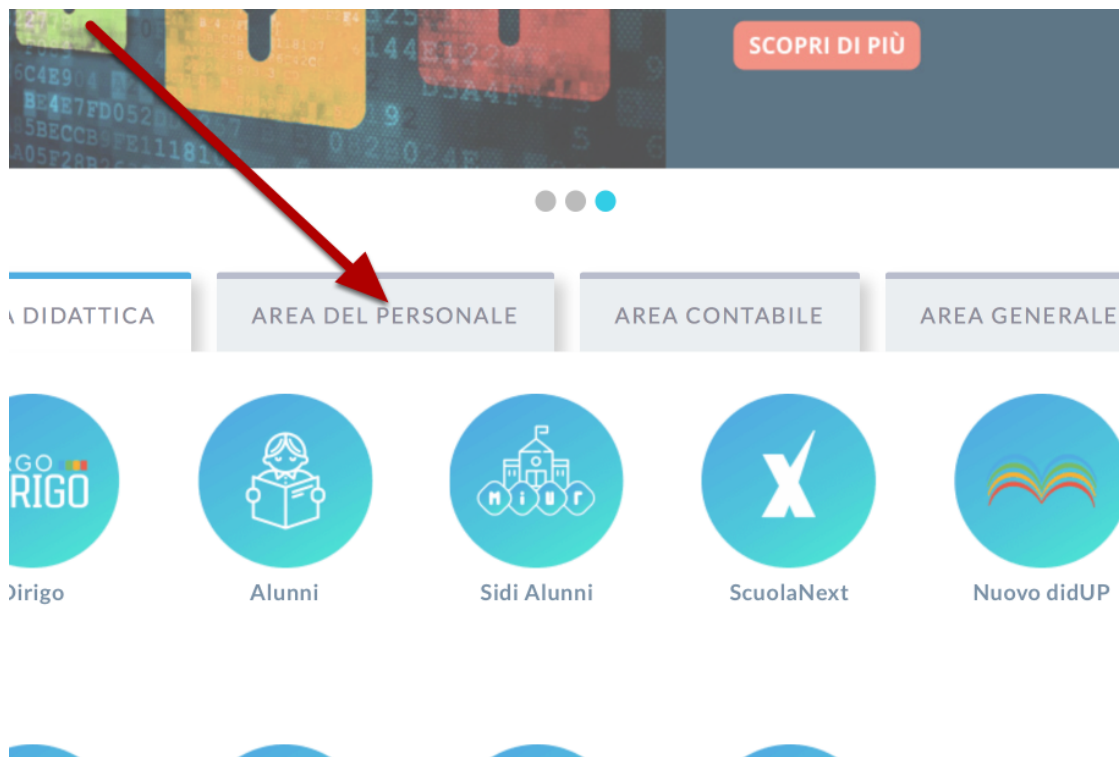 SCOPRI DI PIÙ
DIDATTICA
AREA DEL PERSONALE
AREA CONTABILE
AREA GENERALE
RIGO
MIUR
X
Dirigo
Alunni
Sidi Alunni
ScuolaNext
Nuovo didUP